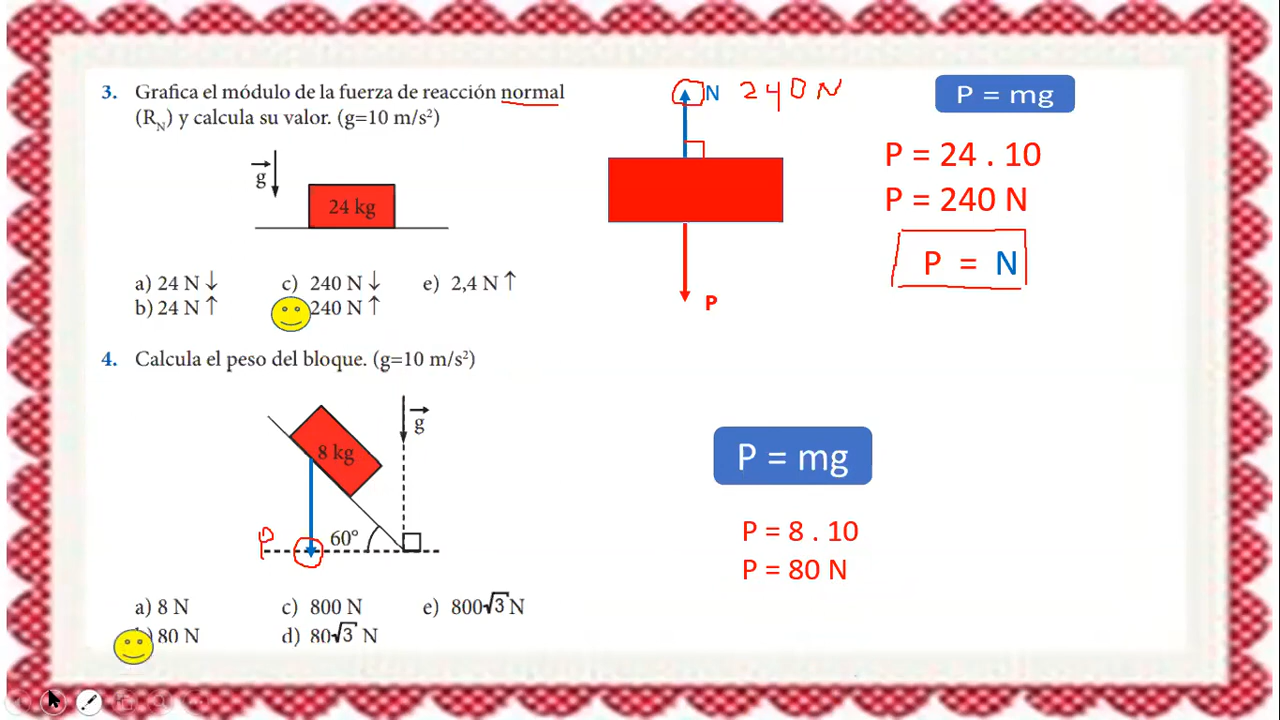 3. Grafica el módulo de la fuerza de reacción normal
(R_N) y calcula su valor. (g=10 m/s²)
g
24 kg
a) 24 N ↓
c) 240 N ↓
e) 2,4 N ↑
b) 24 N ↑
240 N ↑
N
240 N
P
P = mg
P = 24 . 10
P = 240 N
P = N
4. Calcula el peso del bloque. (g=10 m/s²)
8 kg
g
P
60°
a) 8 N
c) 800 N
e) 800√3 N
) 80 N
d) 80√3 N
P = mg
P = 8 . 10
P = 80 N